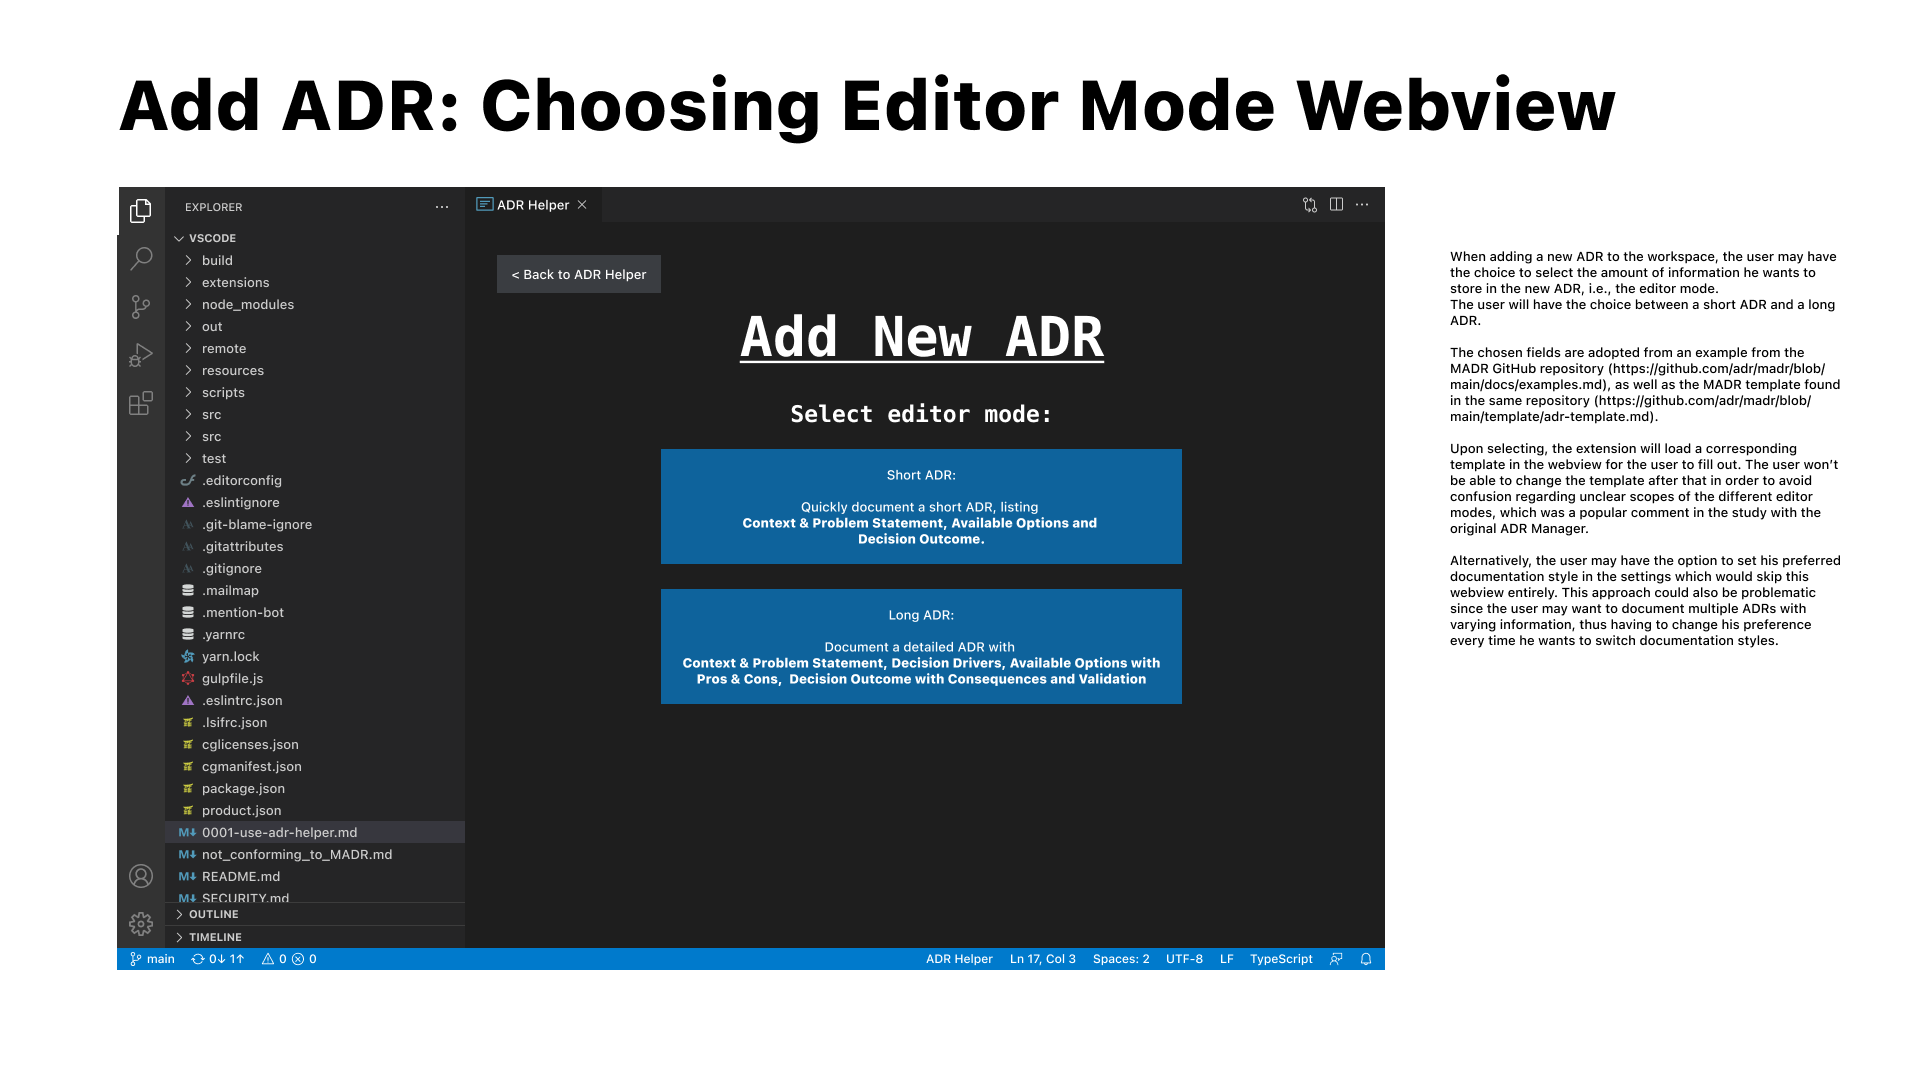 Add ADR: Choosing Editor Mode Webview
EXPLORER
VSCODE
build
extensions
node_modules
out
remote
resources
scripts
src
src
test
.editorconfig
.eslintignore
.git-blame-ignore
.gitattributes
.gitignore
.mailmap
.mention-bot
.yarnrc
yarn.lock
gulpfile.js
.eslintrc.json
.lsifrc.json
cglicenses.json
cgmanifest.json
package.json
product.json
0001-use-adr-helper.md
not_conforming_to_MADR.md
README.md
SECURITY.md
OUTLINE
TIMELINE
ADR Helper
< Back to ADR Helper
Add New ADR
Select editor mode:
Short ADR:
Quickly document a short ADR, listing
Context & Problem Statement, Available Options and
Decision Outcome.
Long ADR:
Document a detailed ADR with
Context & Problem Statement, Decision Drivers, Available Options with
Pros & Cons,  Decision Outcome with Consequences and Validation
main 0↓ 1↑ 0 0
ADR Helper Ln 17, Col 3 Spaces: 2 UTF-8 LF TypeScript
When adding a new ADR to the workspace, the user may have
the choice to select the amount of information he wants to
store in the new ADR, i.e., the editor mode.
The user will have the choice between a short ADR and a long
ADR.
The chosen fields are adopted from an example from the
MADR GitHub repository (https://github.com/adr/madr/blob/
main/docs/examples.md), as well as the MADR template found
in the same repository (https://github.com/adr/madr/blob/
main/template/adr-template.md).
Upon selecting, the extension will load a corresponding
template in the webview for the user to fill out. The user won’t
be able to change the template after that in order to avoid
confusion regarding unclear scopes of the different editor
modes, which was a popular comment in the study with the
original ADR Manager.
Alternatively, the user may have the option to set his preferred
documentation style in the settings which would skip this
webview entirely. This approach could also be problematic
since the user may want to document multiple ADRs with
varying information, thus having to change his preference
every time he wants to switch documentation styles.